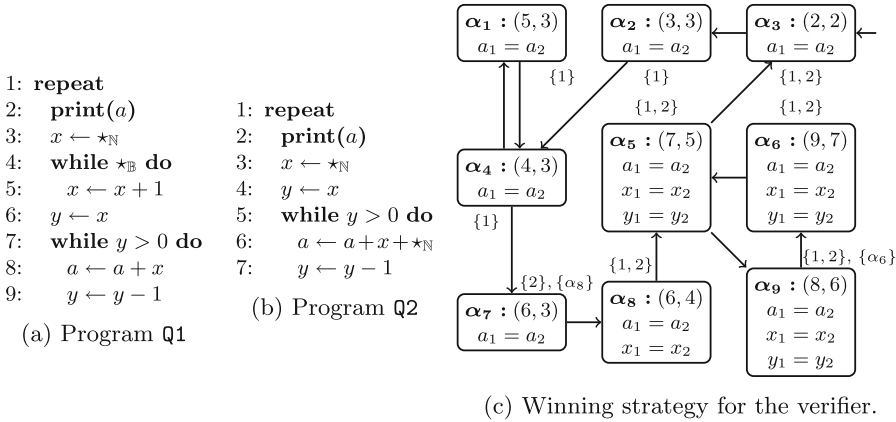 1: repeat
2: print(a)
3: x ← ⋆ℕ
4: while ⋆𝔹 do
5: x ← x + 1
6: y ← x
7: while y > 0 do
8: a ← a + x
9: y ← y − 1
(a) Program Q1
1: repeat
2: print(a)
3: x ← ⋆ℕ
4: y ← x
5: while y > 0 do
6: a ← a+x+⋆ℕ
7: y ← y − 1
(b) Program Q2
α₁ : (5, 3)
a₁ = a₂
α₂ : (3, 3)
a₁ = a₂
α₃ : (2, 2)
a₁ = a₂
{1}
{1}
{1, 2}
{1, 2}
{1, 2}
α₄ : (4, 3)
a₁ = a₂
α₅ : (7, 5)
a₁ = a₂
x₁ = x₂
y₁ = y₂
α₆ : (9, 7)
a₁ = a₂
x₁ = x₂
y₁ = y₂
{1}
{2}, {α₈}
{1, 2}
{1, 2}, {α₆}
α₇ : (6, 3)
a₁ = a₂
α₈ : (6, 4)
a₁ = a₂
x₁ = x₂
α₉ : (8, 6)
a₁ = a₂
x₁ = x₂
y₁ = y₂
(c) Winning strategy for the verifier.